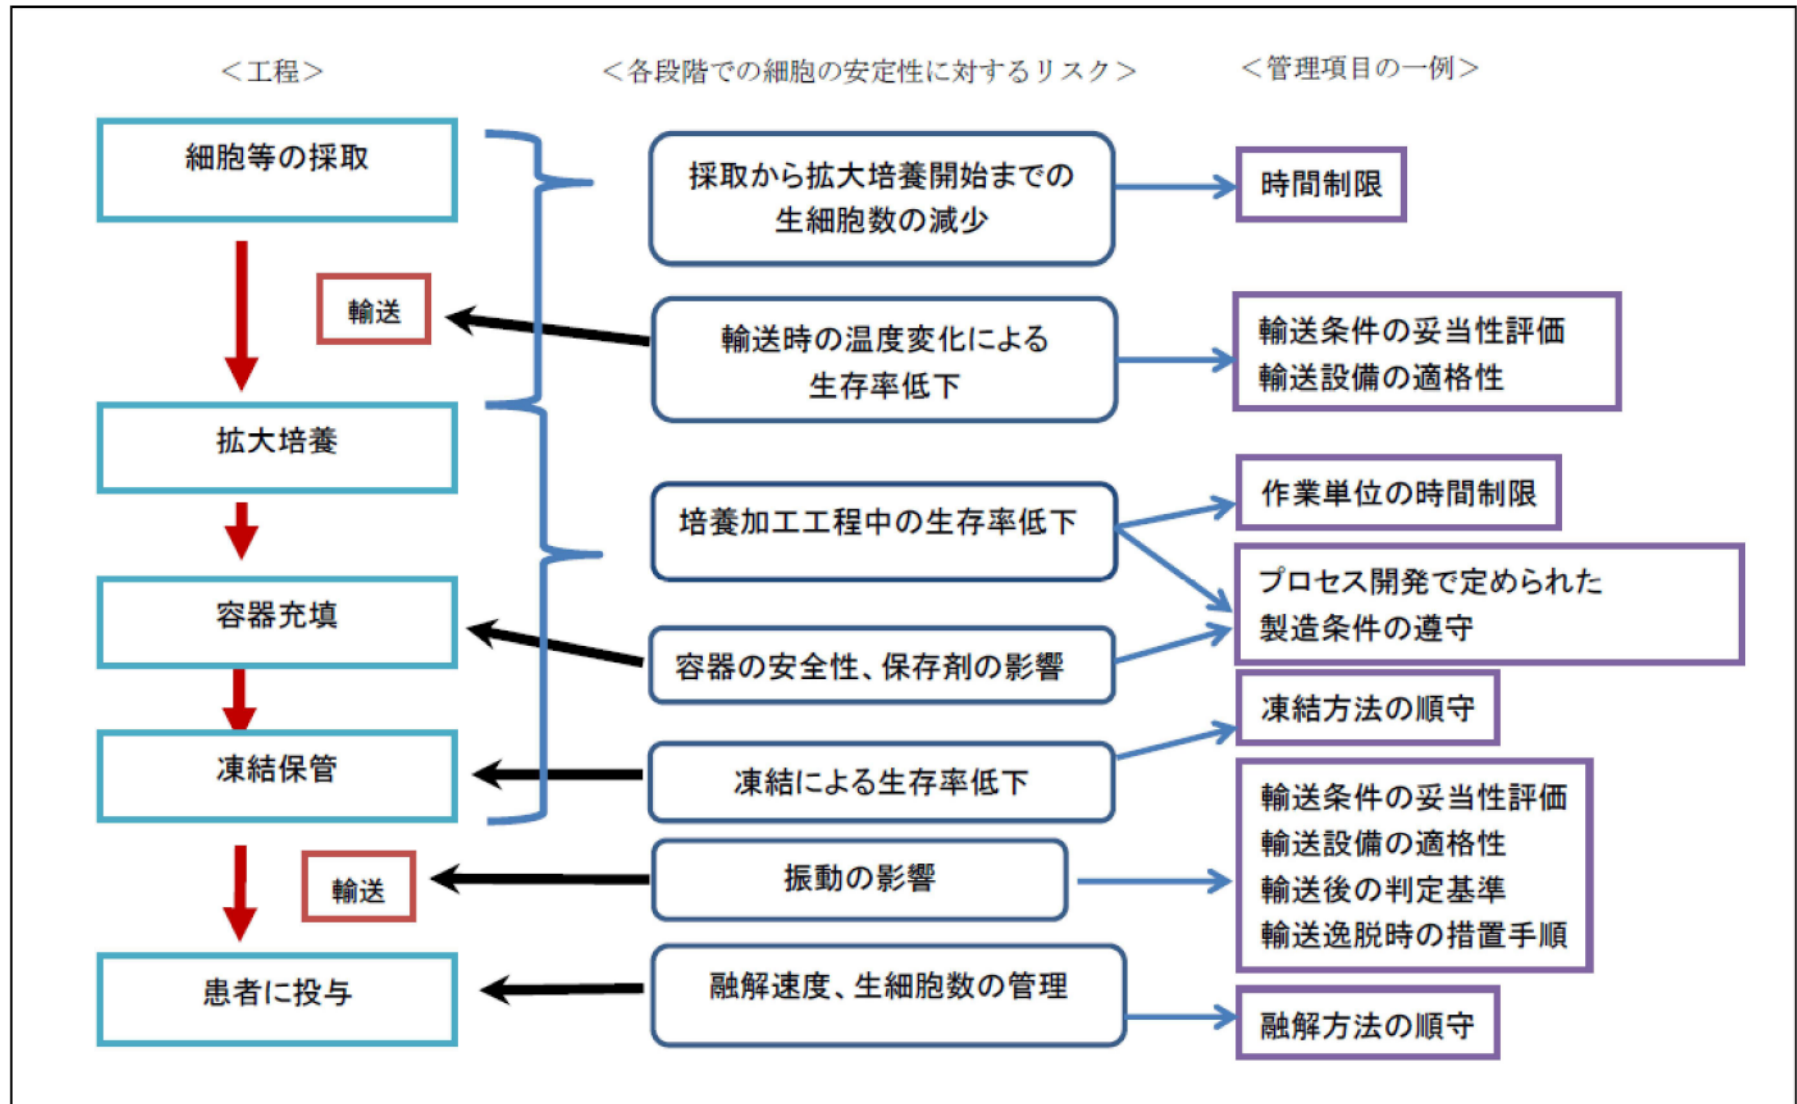 ＜工程＞
＜各段階での細胞の安定性に対するリスク＞
＜管理項目の一例＞
細胞等の採取
採取から拡大培養開始までの
生細胞数の減少
時間制限
輸送
輸送時の温度変化による
生存率低下
輸送条件の妥当性評価
輸送設備の適格性
拡大培養
培養加工工程中の生存率低下
作業単位の時間制限
プロセス開発で定められた
製造条件の遵守
容器充填
容器の安全性、保存剤の影響
凍結方法の順守
凍結保管
凍結による生存率低下
輸送
振動の影響
輸送条件の妥当性評価
輸送設備の適格性
輸送後の判定基準
輸送逸脱時の措置手順
患者に投与
融解速度、生細胞数の管理
融解方法の順守